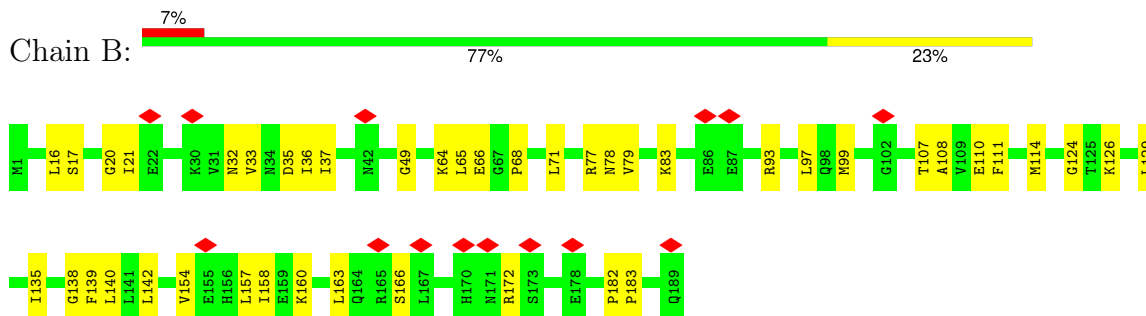 7%
Chain B:
77% 23%
M1 L16 S17 G20 I21 E22 K30 V31 N32 V33 N34 D35 I36 I37 N42 G49 K64 L65 E66 G67 P68 L71 R77 N78 V79 K83 E86 E87 R93 L97 Q98 M99 G102 T107 A108 V109 E110 F111 M114 G124 T125 K126
I135 G138 F139 L140 L141 L142 V154 E155 H156 L157 I158 E159 K160 L163 Q164 R165 S166 L167 H170 N171 R172 S173 E178 P182 P183 Q189